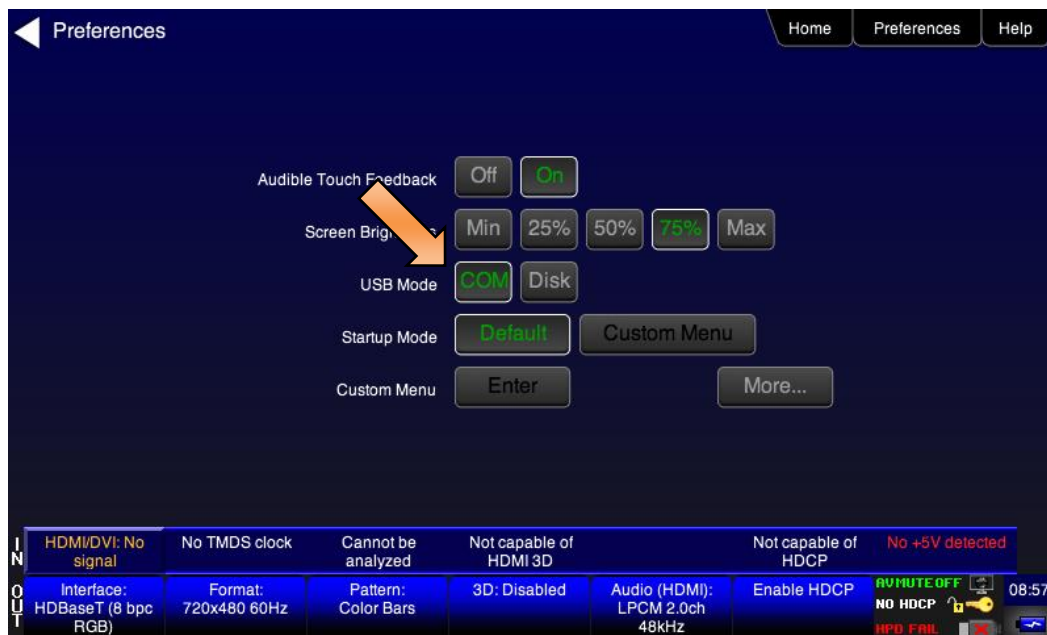 Preferences
Home Preferences Help
Audible Touch Feedback Off On
Screen Min 25% 50% 75% Max
USB Mode COM Disk
Startup Mode Default Custom Menu
Custom Menu Enter More...
IN
HDMI/DVI: No signal
No TMDS clock
Cannot be analyzed
Not capable of HDMI 3D
Not capable of HDCP
No +5V detected
OUT
Interface:
HDBaseT (8 bpc
RGB)
Format:
720x480 60Hz
Pattern:
Color Bars
3D: Disabled
Audio (HDMI):
LPCM 2.0ch
48kHz
Enable HDCP
AVMUTE OFF
NO HDCP
HPD FAIL
08:57